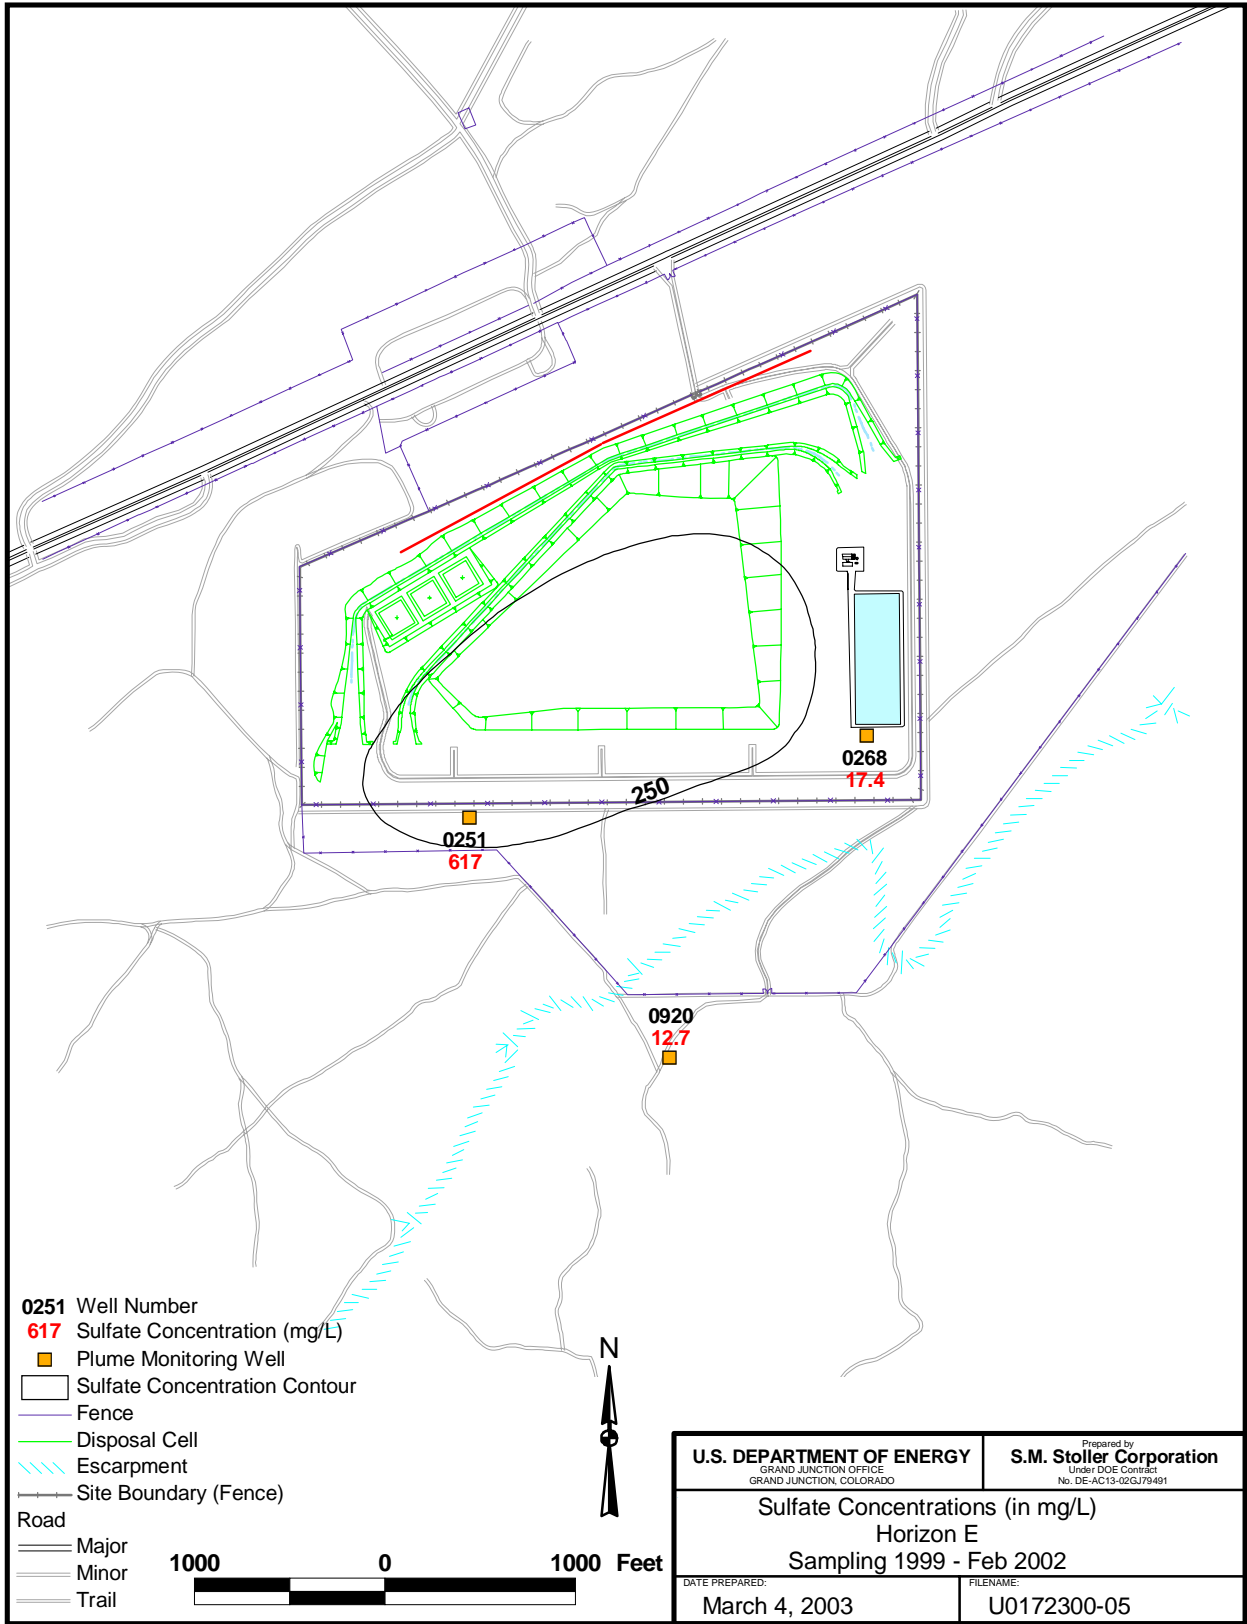 250
0268
17.4
0251
617
0920
12.7
0251 Well Number
617 Sulfate Concentration (mg/L)
Plume Monitoring Well
Sulfate Concentration Contour
Fence
Disposal Cell
Escarpment
Site Boundary (Fence)
Road
Major
Minor
Trail
N
1000 0 1000 Feet
U.S. DEPARTMENT OF ENERGY
GRAND JUNCTION OFFICE
GRAND JUNCTION, COLORADO
Prepared by
S.M. Stoller Corporation
Under DOE Contract
No. DE-AC13-02GJ79491
Sulfate Concentrations (in mg/L)
Horizon E
Sampling 1999 - Feb 2002
DATE PREPARED:
March 4, 2003
FILENAME:
U0172300-05